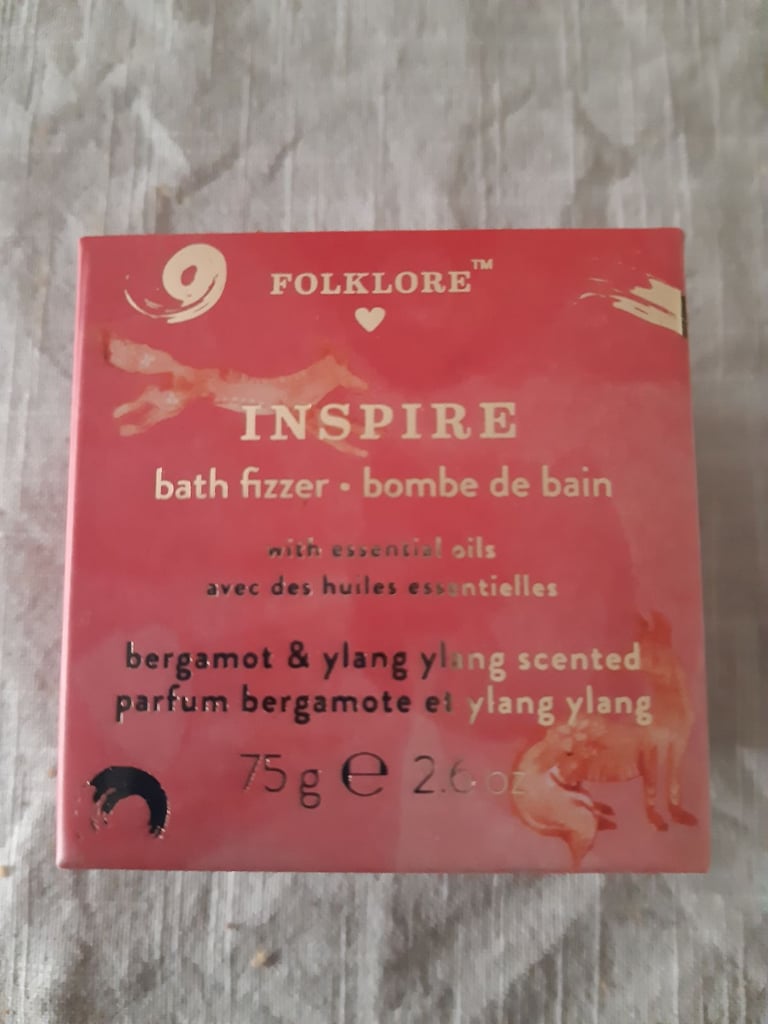 FOLKLORE™
INSPIRE
bath fizzer • bombe de bain
with essential oils
avec des huiles essentielles
bergamot & ylang ylang scented
parfum bergamote et ylang ylang
75 g ℮ 2.6 oz